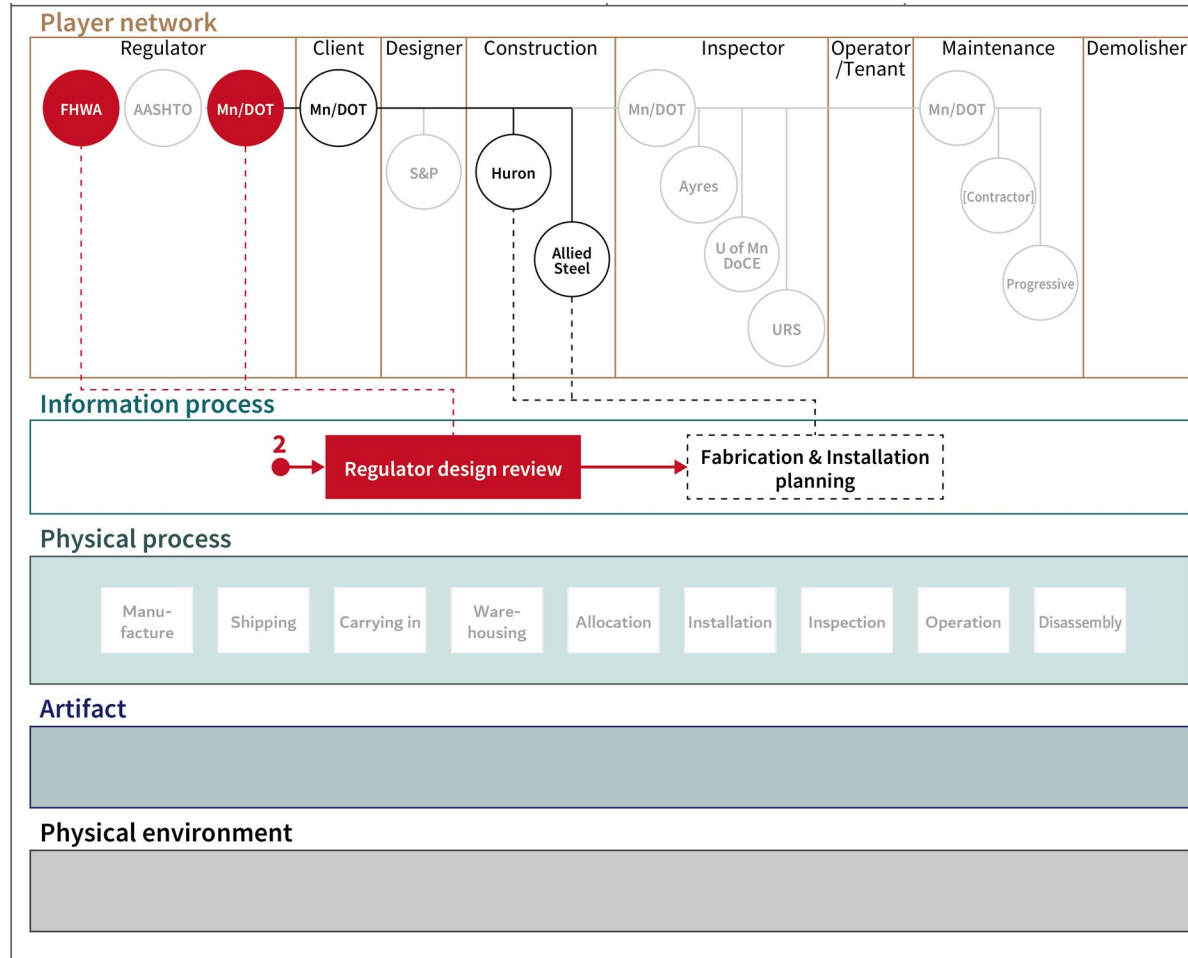 Player network
Regulator
Client
Designer
Construction
Inspector
Operator
/Tenant
Maintenance
Demolisher
FHWA
AASHTO
Mn/DOT
Mn/DOT
Mn/DOT
Mn/DOT
S&P
Huron
Ayres
[Contractor]
Allied
Steel
U of Mn
DoCE
Progressive
URS
Information process
2
Regulator design review
Fabrication & Installation
planning
Physical process
Manu-
facture
Shipping
Carrying in
Ware-
housing
Allocation
Installation
Inspection
Operation
Disassembly
Artifact
Physical environment